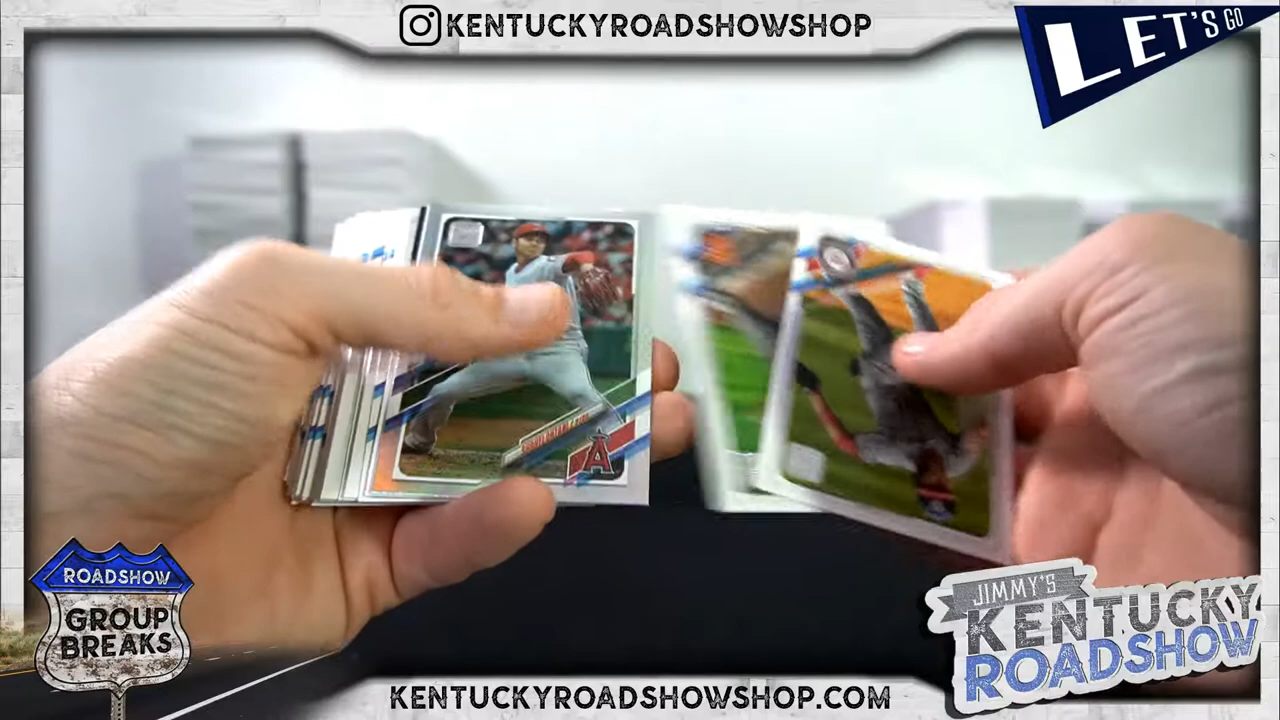 KENTUCKYROADSHOWSHOP
LET'S GO
A
ROADSHOW
GROUP
BREAKS
JIMMY'S
KENTUCKY
ROADSHOW
KENTUCKYROADSHOWSHOP.COM